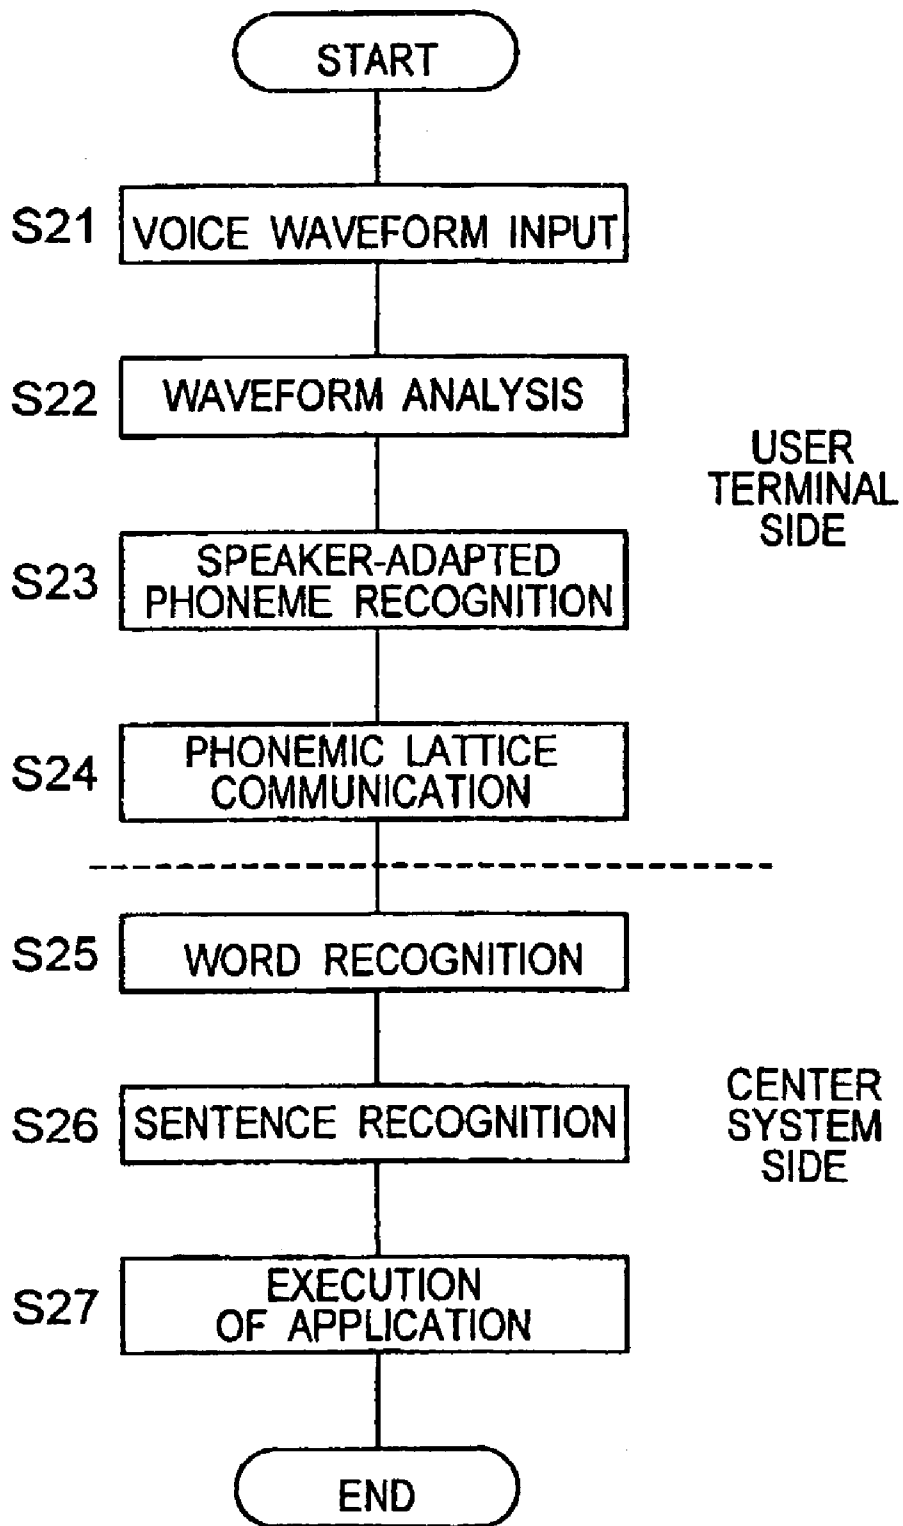 START
S21 VOICE WAVEFORM INPUT
S22 WAVEFORM ANALYSIS
USER
TERMINAL
SIDE
S23 SPEAKER-ADAPTED
PHONEME RECOGNITION
S24 PHONEMIC LATTICE
COMMUNICATION
S25 WORD RECOGNITION
S26 SENTENCE RECOGNITION
CENTER
SYSTEM
SIDE
S27 EXECUTION
OF APPLICATION
END